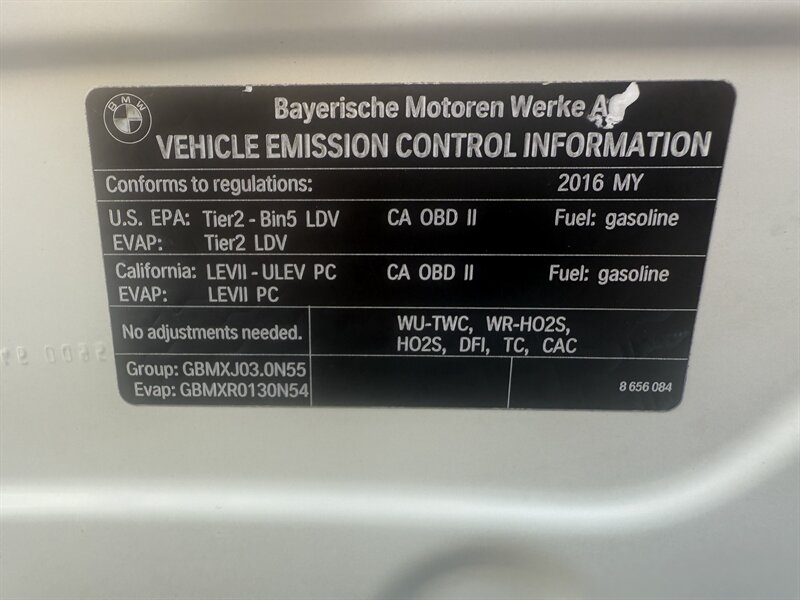 BMW
Bayerische Motoren Werke AG
VEHICLE EMISSION CONTROL INFORMATION
Conforms to regulations: 2016 MY
U.S. EPA: Tier2 - Bin5 LDV CA OBD II Fuel: gasoline
EVAP: Tier2 LDV
California: LEVII - ULEV PC CA OBD II Fuel: gasoline
EVAP: LEVII PC
No adjustments needed.
WU-TWC, WR-HO2S,
HO2S, DFI, TC, CAC
Group: GBMXJ03.0N55
Evap: GBMXR0130N54
8 656 084